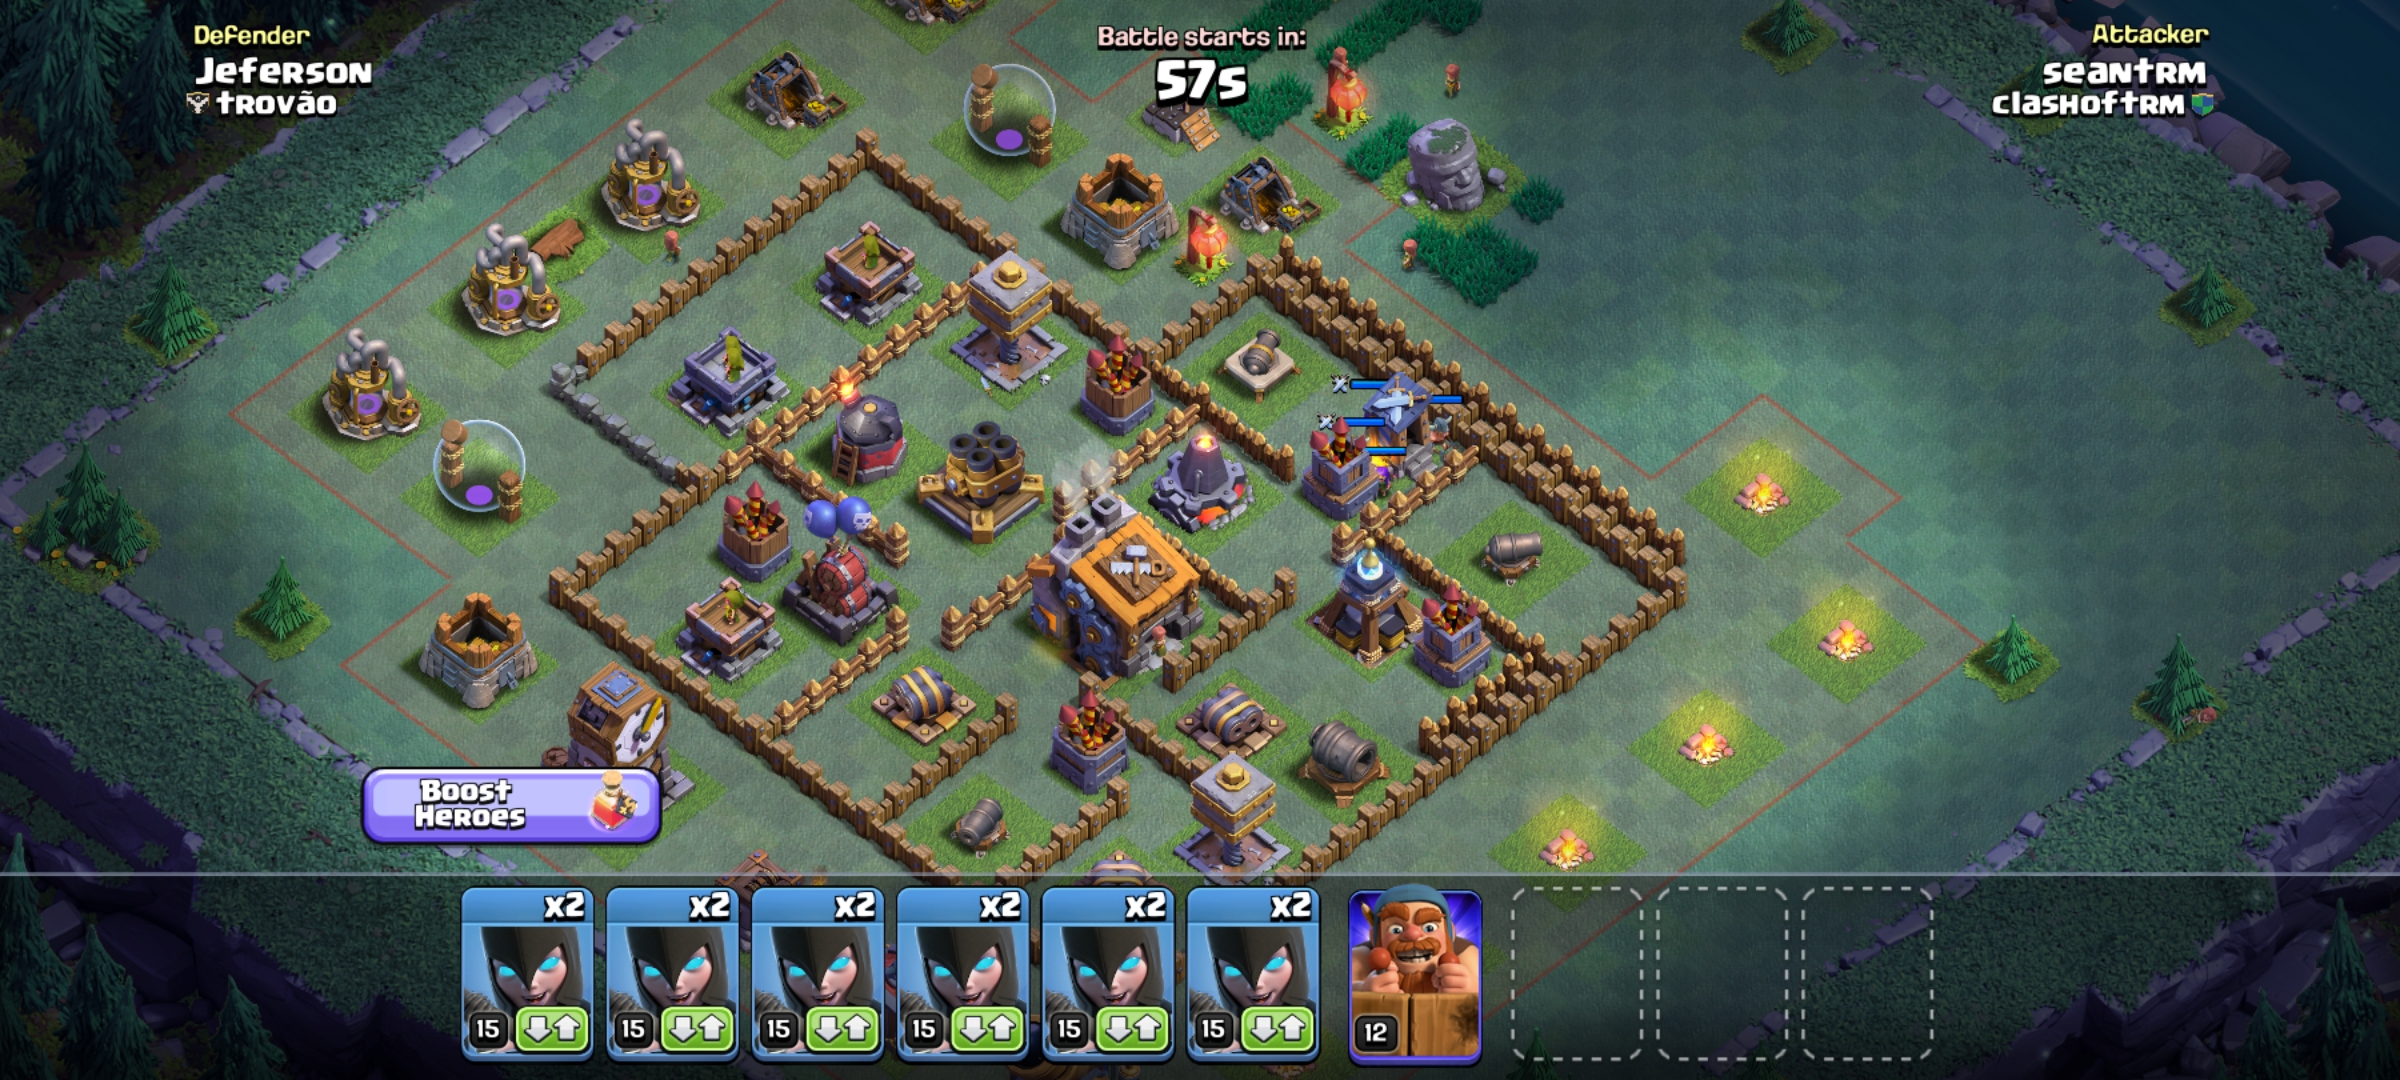 Defender
Jeferson
trovão
Battle starts in:
57s
Attacker
seantrm
clashoftrm
Boost
Heroes
x2 x2 x2 x2 x2 x2
15 15 15 15 15 15 12